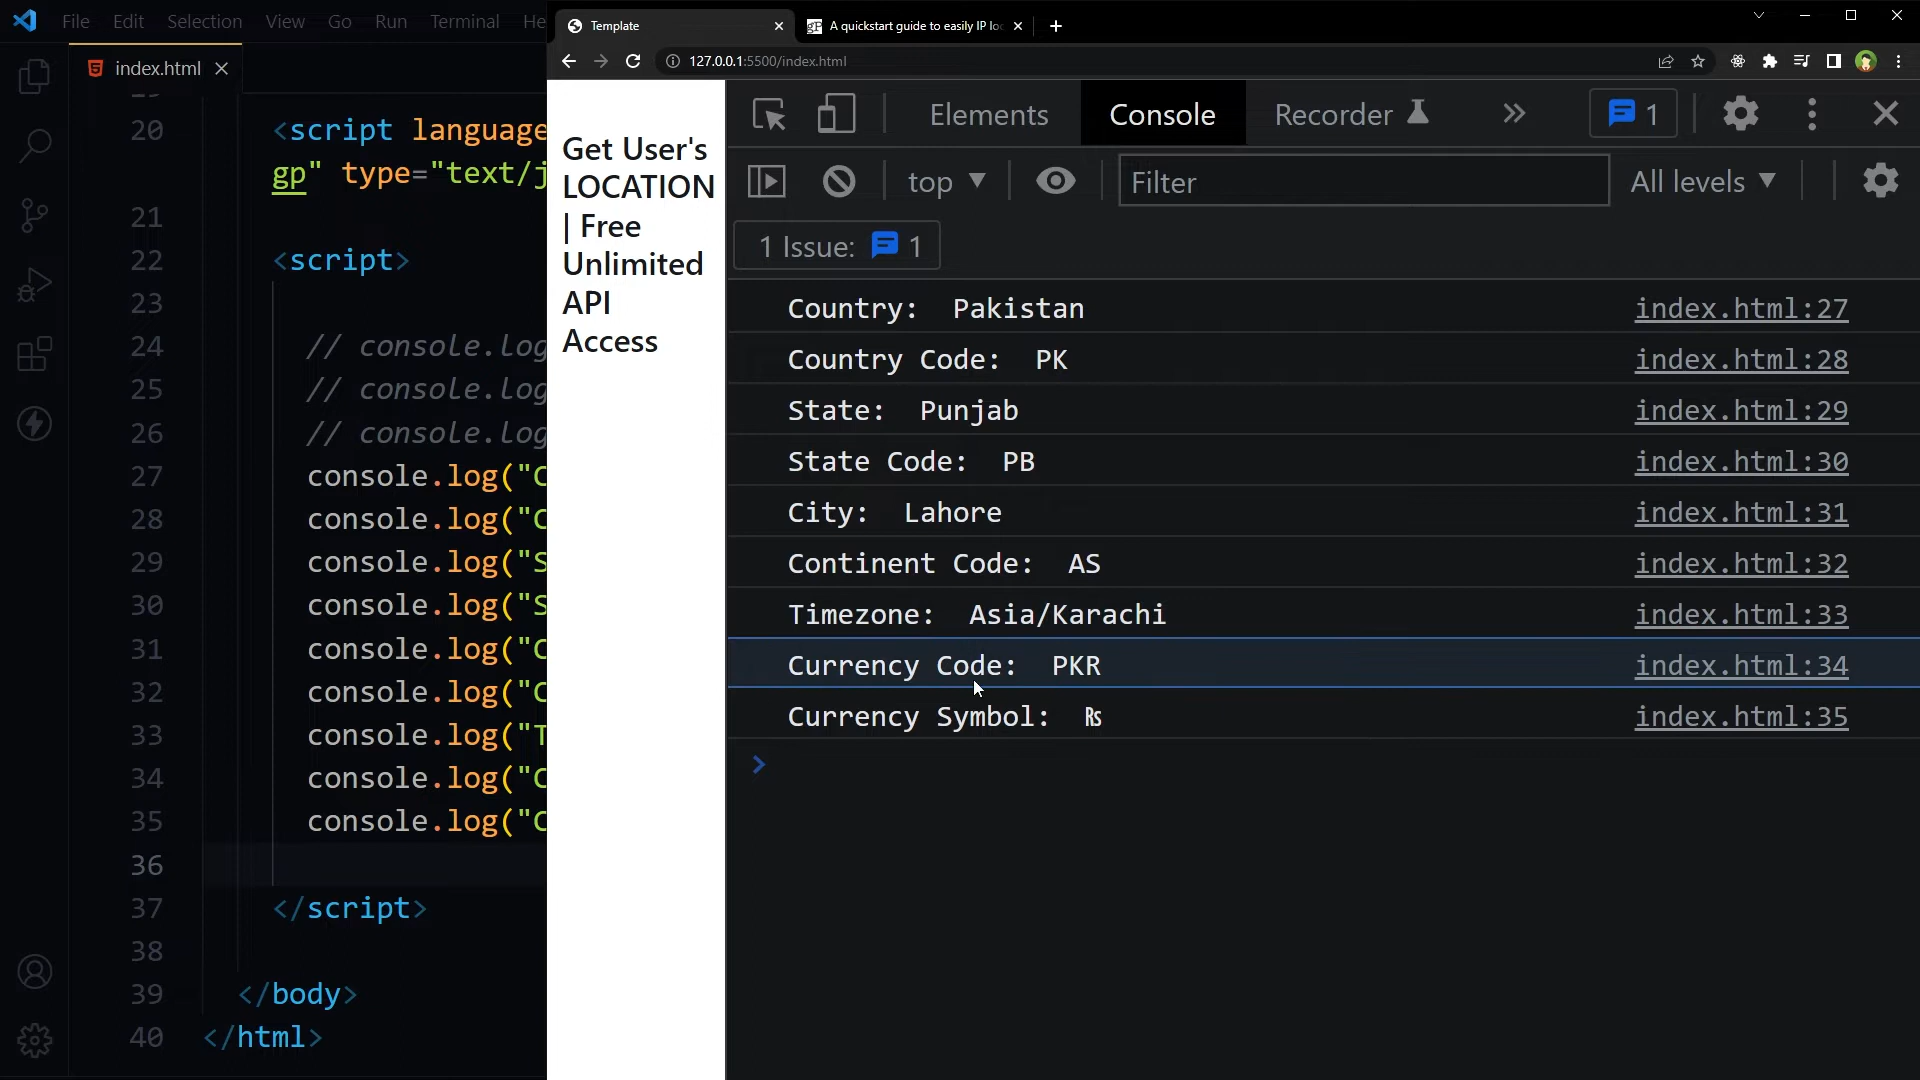 File Edit Selection View Go Run Terminal He
index.html
19
20 <script language
gp" type="text/j
21
22 <script>
23
24 // console.log
25 // console.log
26 // console.log
27 console.log("C
28 console.log("C
29 console.log("S
30 console.log("S
31 console.log("C
32 console.log("C
33 console.log("T
34 console.log("C
35 console.log("C
36
37 </script>
38
39 </body>
40 </html>
Template
gP A quickstart guide to easily IP loc
127.0.0.1:5500/index.html
Get User's
LOCATION
| Free
Unlimited
API
Access
Elements Console Recorder 1
top Filter All levels
1 Issue: 1
Country: Pakistan index.html:27
Country Code: PK index.html:28
State: Punjab index.html:29
State Code: PB index.html:30
City: Lahore index.html:31
Continent Code: AS index.html:32
Timezone: Asia/Karachi index.html:33
Currency Code: PKR index.html:34
Currency Symbol: ₨ index.html:35